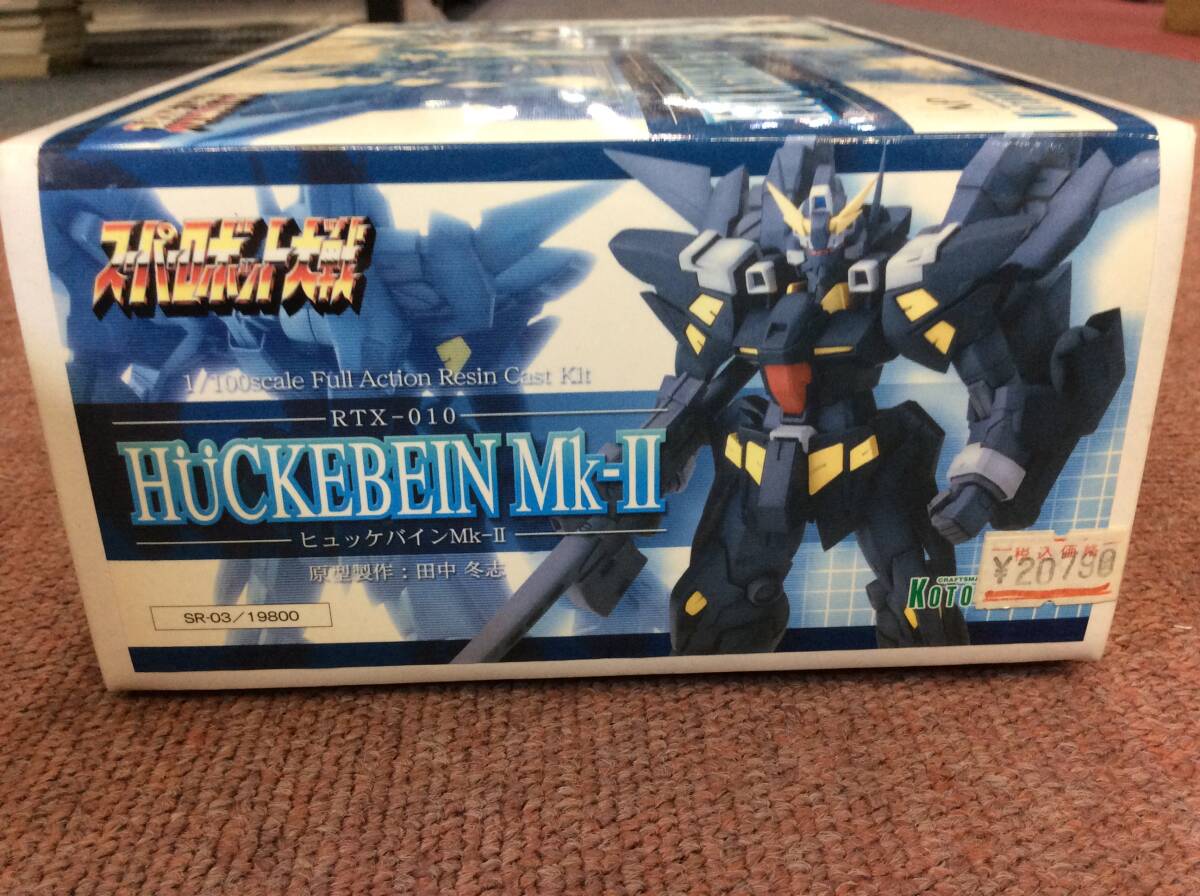 スーパーロボット大戦
1/100scale Full Action Resin Cast Kit
RTX-010
HÜCKEBEIN Mk-II
ヒュッケバインMk-II
原型製作：田中 冬志
SR-03/19800
税込価格
¥20790